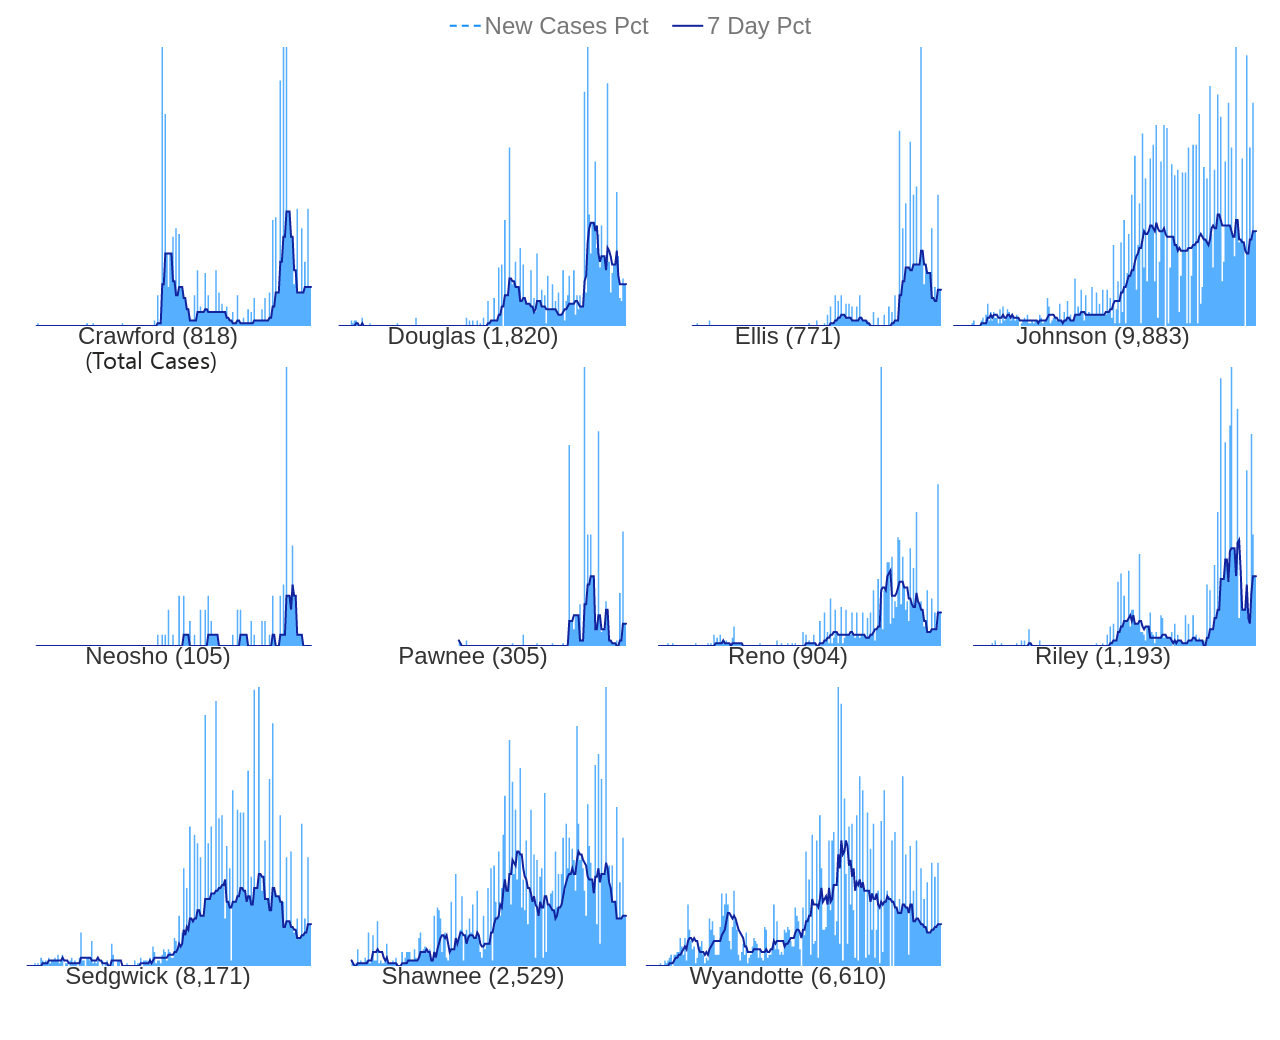 New Cases Pct 7 Day Pct
Crawford (818) Douglas (1,820) Ellis (771) Johnson (9,883)
(Total Cases)
Neosho (105) Pawnee (305) Reno (904) Riley (1,193)
Sedgwick (8,171) Shawnee (2,529) Wyandotte (6,610)